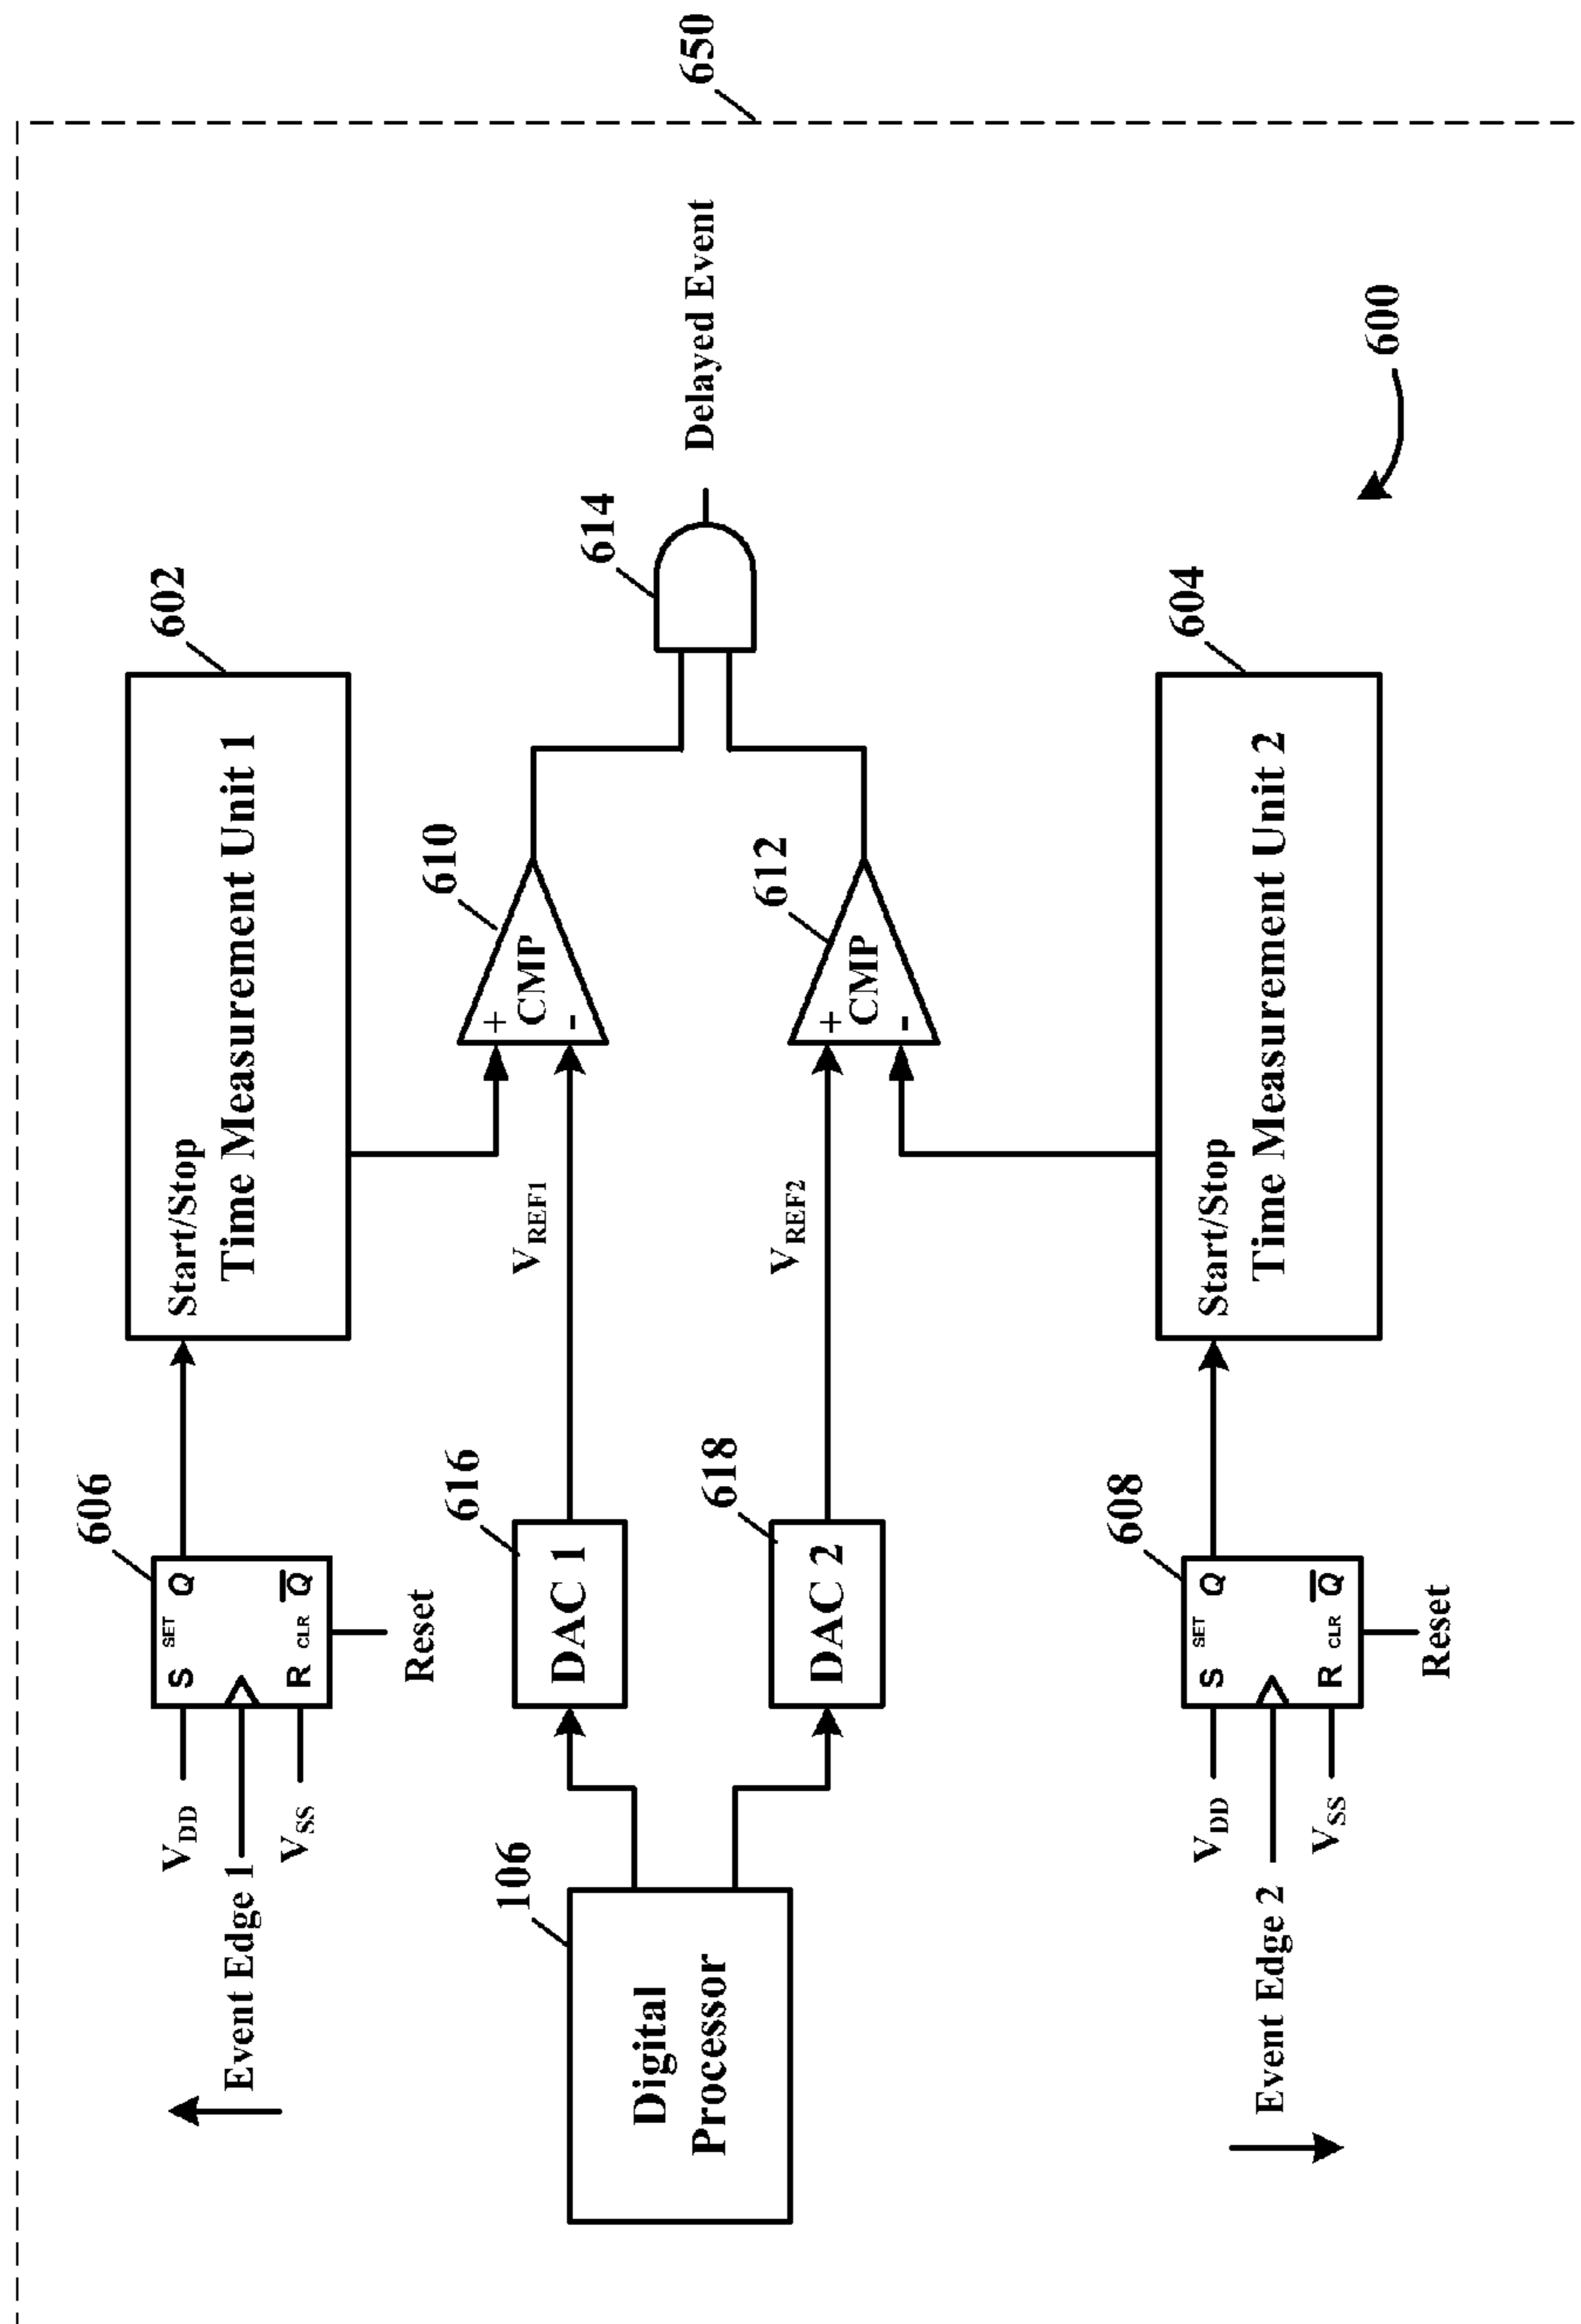 650
602
Start/Stop
Time Measurement Unit 1
606
S
SET
Q
R
CLR
Q
V_DD
Event Edge 1
V_SS
Reset
610
+
CMP
-
V_REF1
616
DAC 1
614
Delayed Event
106
Digital
Processor
618
DAC 2
V_REF2
612
+
CMP
-
604
Start/Stop
Time Measurement Unit 2
608
S
SET
Q
R
CLR
Q
V_DD
Event Edge 2
V_SS
Reset
600